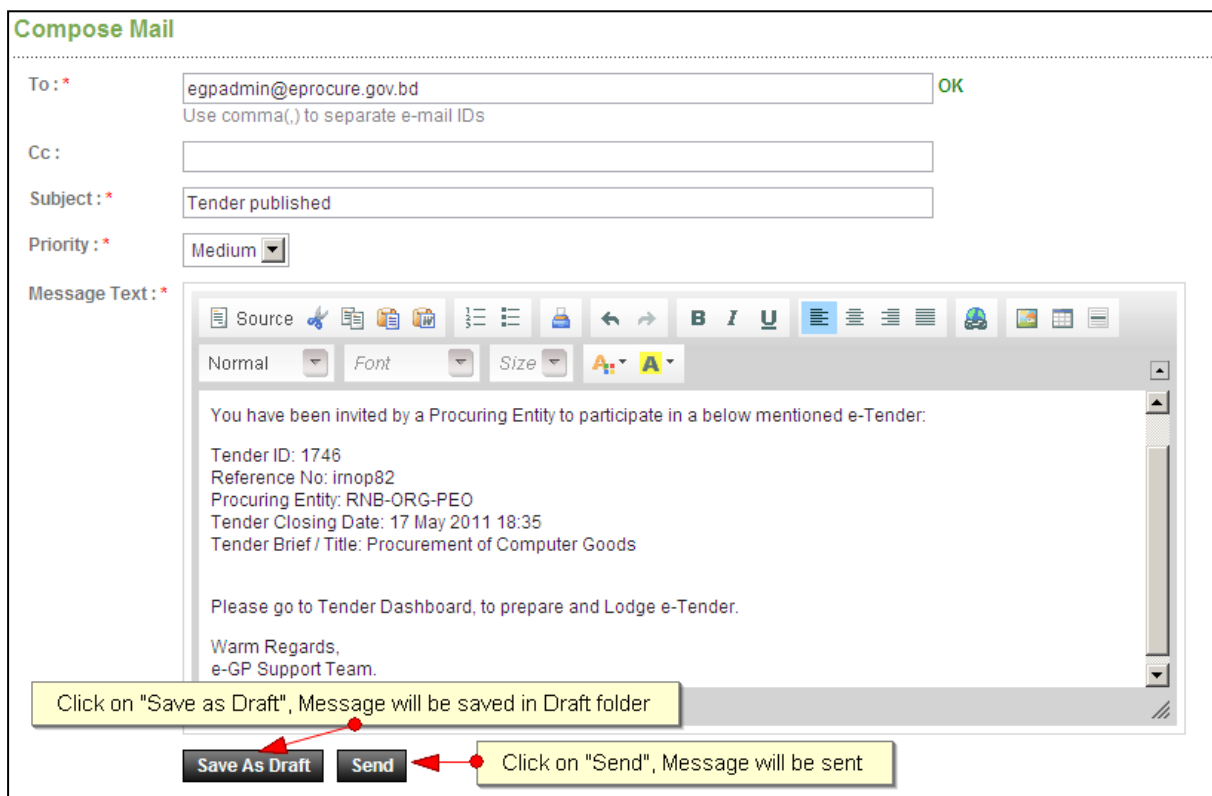 Compose Mail
To : * egpadmin@eprocure.gov.bd OK
Use comma(,) to separate e-mail IDs
Cc :
Subject : * Tender published
Priority : * Medium
Message Text : *
Source B I U
Normal Font Size A A
You have been invited by a Procuring Entity to participate in a below mentioned e-Tender:
Tender ID: 1746
Reference No: irnop82
Procuring Entity: RNB-ORG-PEO
Tender Closing Date: 17 May 2011 18:35
Tender Brief / Title: Procurement of Computer Goods
Please go to Tender Dashboard, to prepare and Lodge e-Tender.
Warm Regards,
e-GP Support Team.
Click on "Save as Draft", Message will be saved in Draft folder
Save As Draft Send Click on "Send", Message will be sent